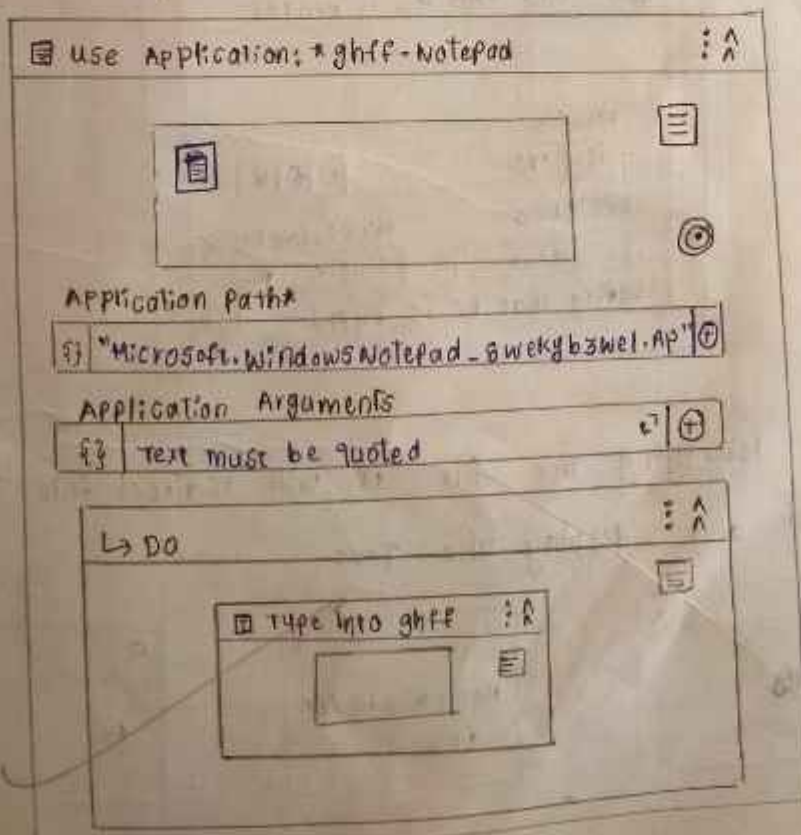 Use Application: * ghff-Notepad
Application Path*
{} "Microsoft.WindowsNotepad_8wekyb3wel.Ap"
Application Arguments
{} Text must be quoted
↳ DO
Type into ghff